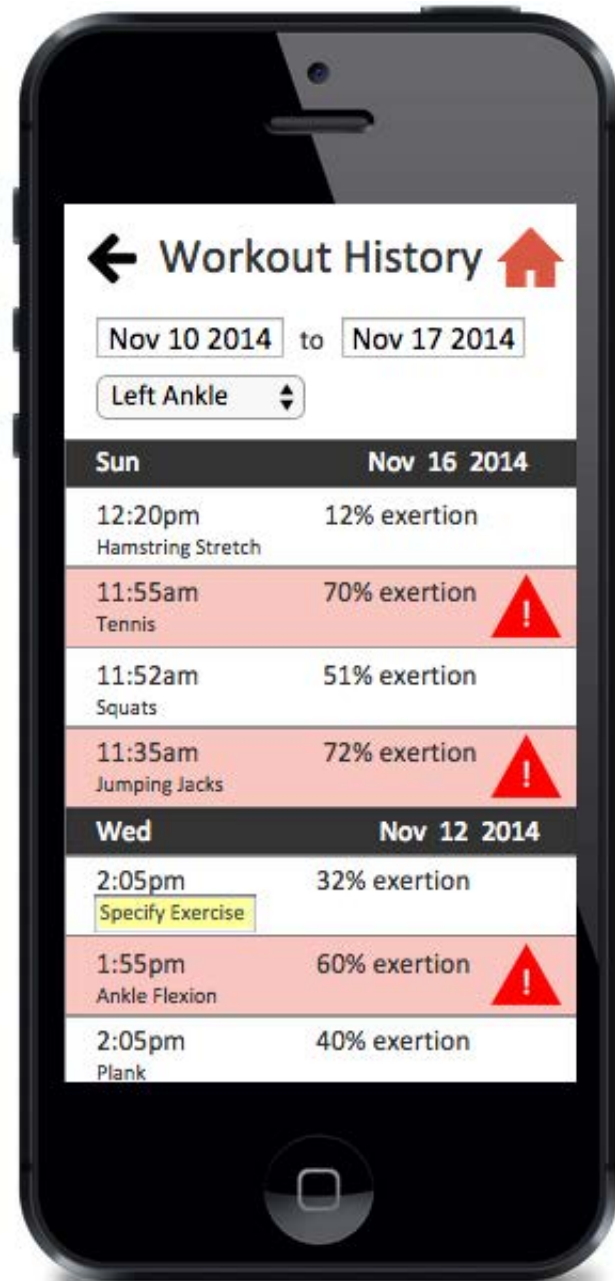 Workout History
Nov 10 2014 to Nov 17 2014
Left Ankle
Sun Nov 16 2014
12:20pm 12% exertion
Hamstring Stretch
11:55am 70% exertion
!
Tennis
11:52am 51% exertion
Squats
11:35am 72% exertion
!
Jumping Jacks
Wed Nov 12 2014
2:05pm 32% exertion
Specify Exercise
1:55pm 60% exertion
!
Ankle Flexion
2:05pm 40% exertion
Plank